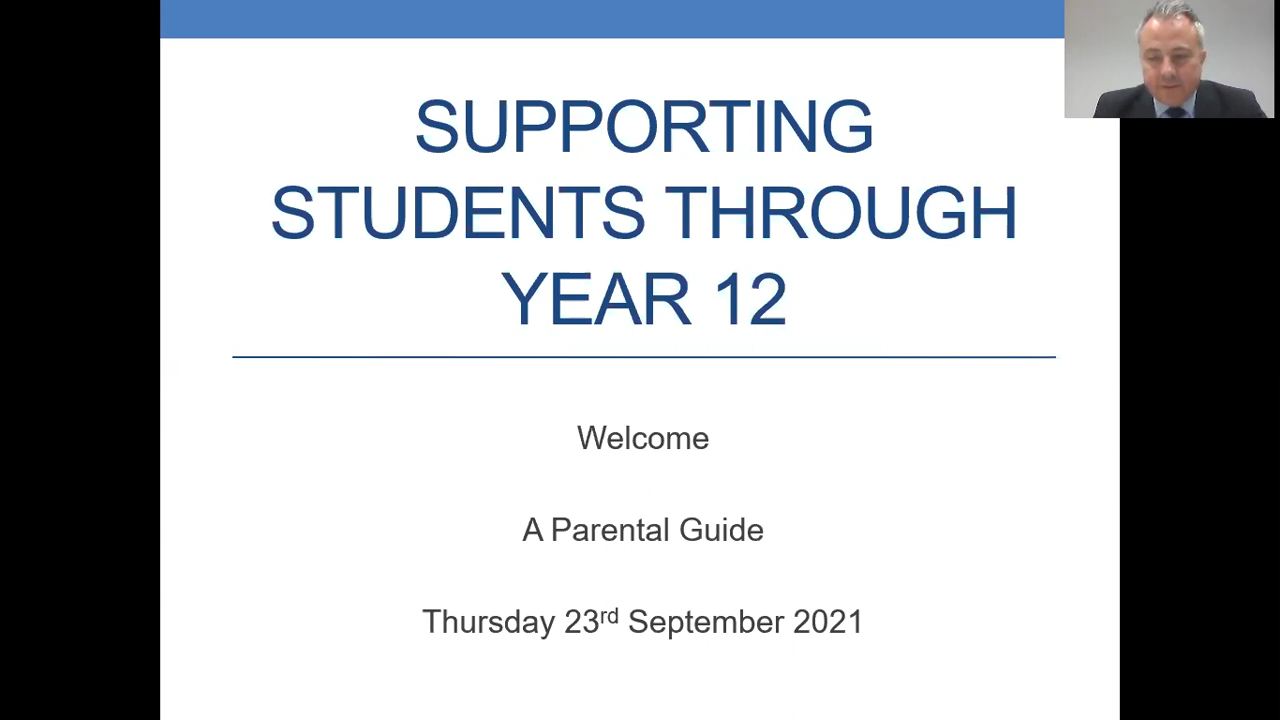 SUPPORTING
STUDENTS THROUGH
YEAR 12
Welcome
A Parental Guide
Thursday 23rd September 2021